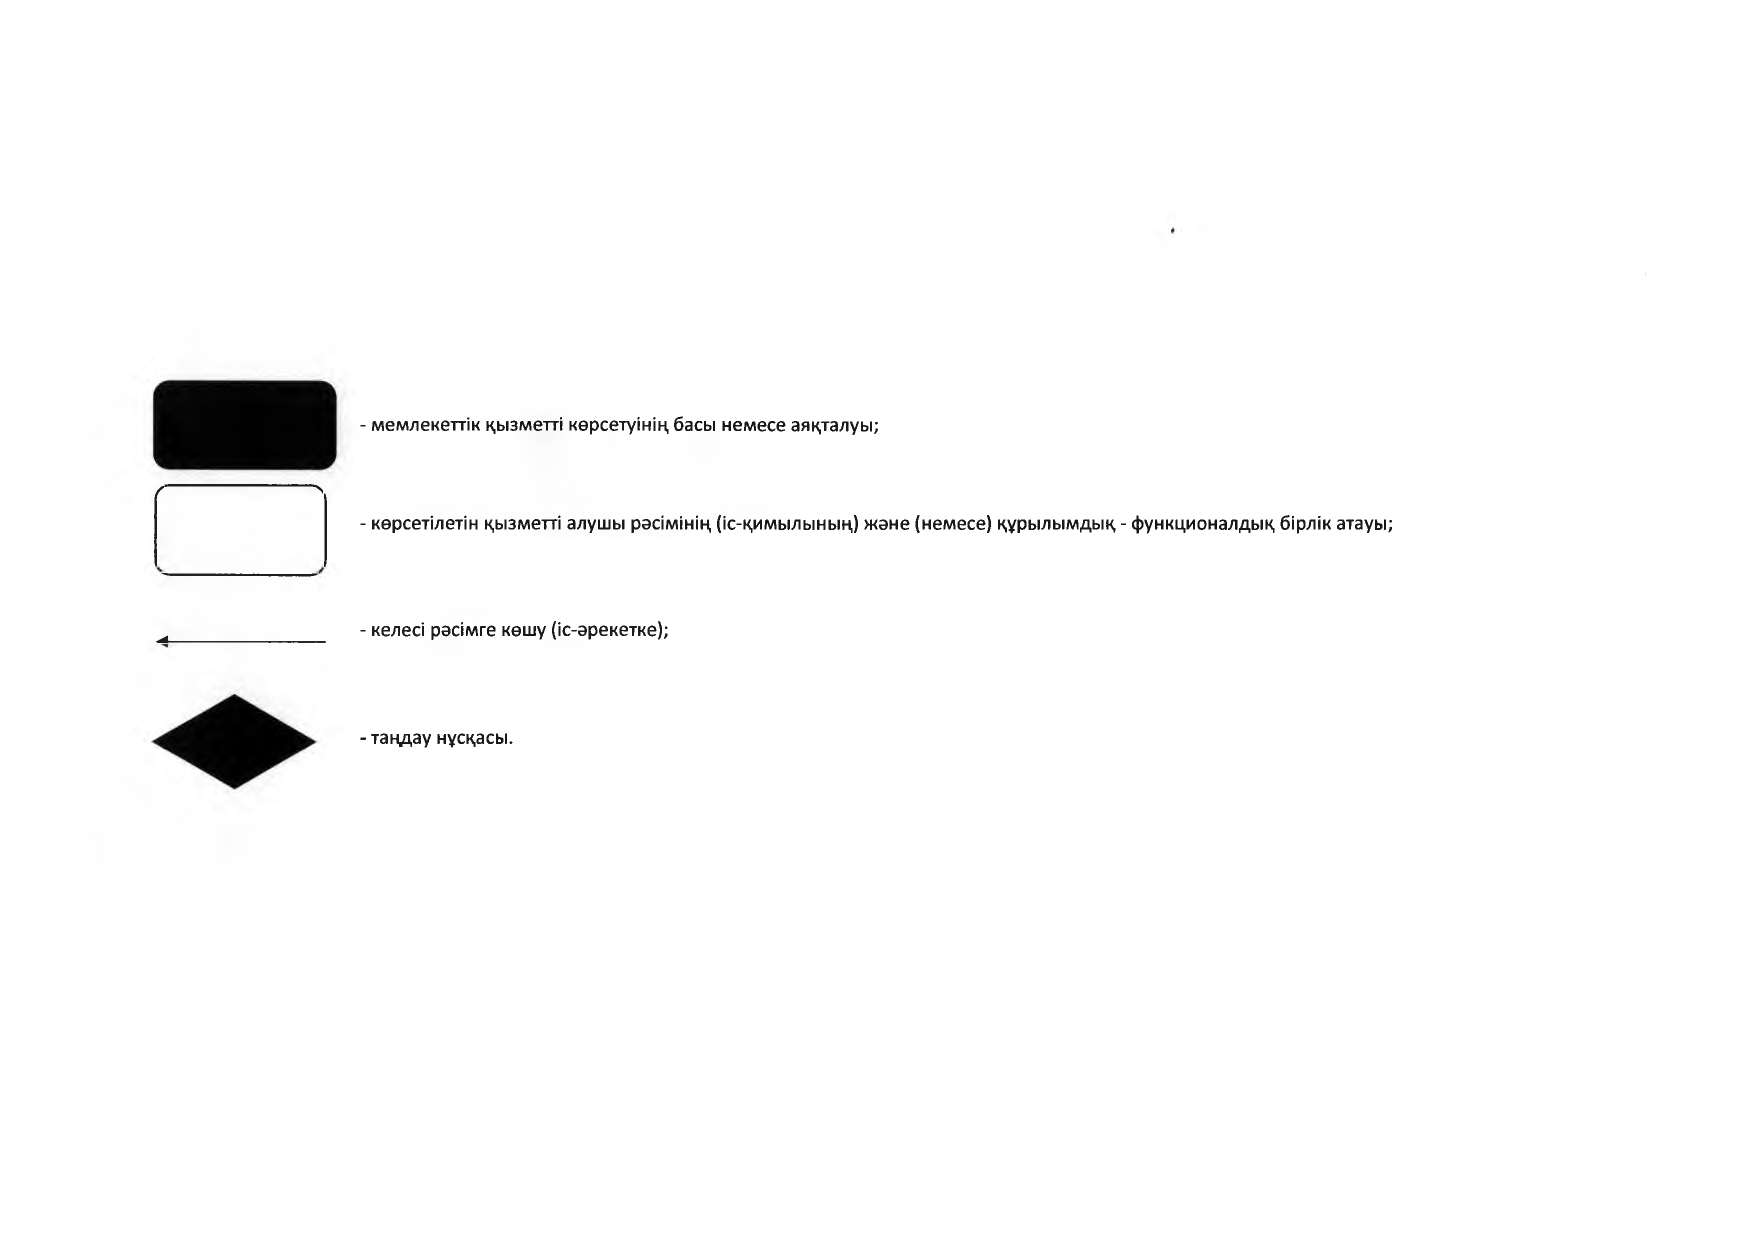 - мемлекеттік қызметті көрсетуінің басы немесе аяқталуы;
- көрсетілетін қызметті алушы рәсімінің (іс-қимылының) және (немесе) құрылымдық - функционалдық бірлік атауы;
- келесі рәсімге көшу (іс-әрекетке);
- таңдау нұсқасы.